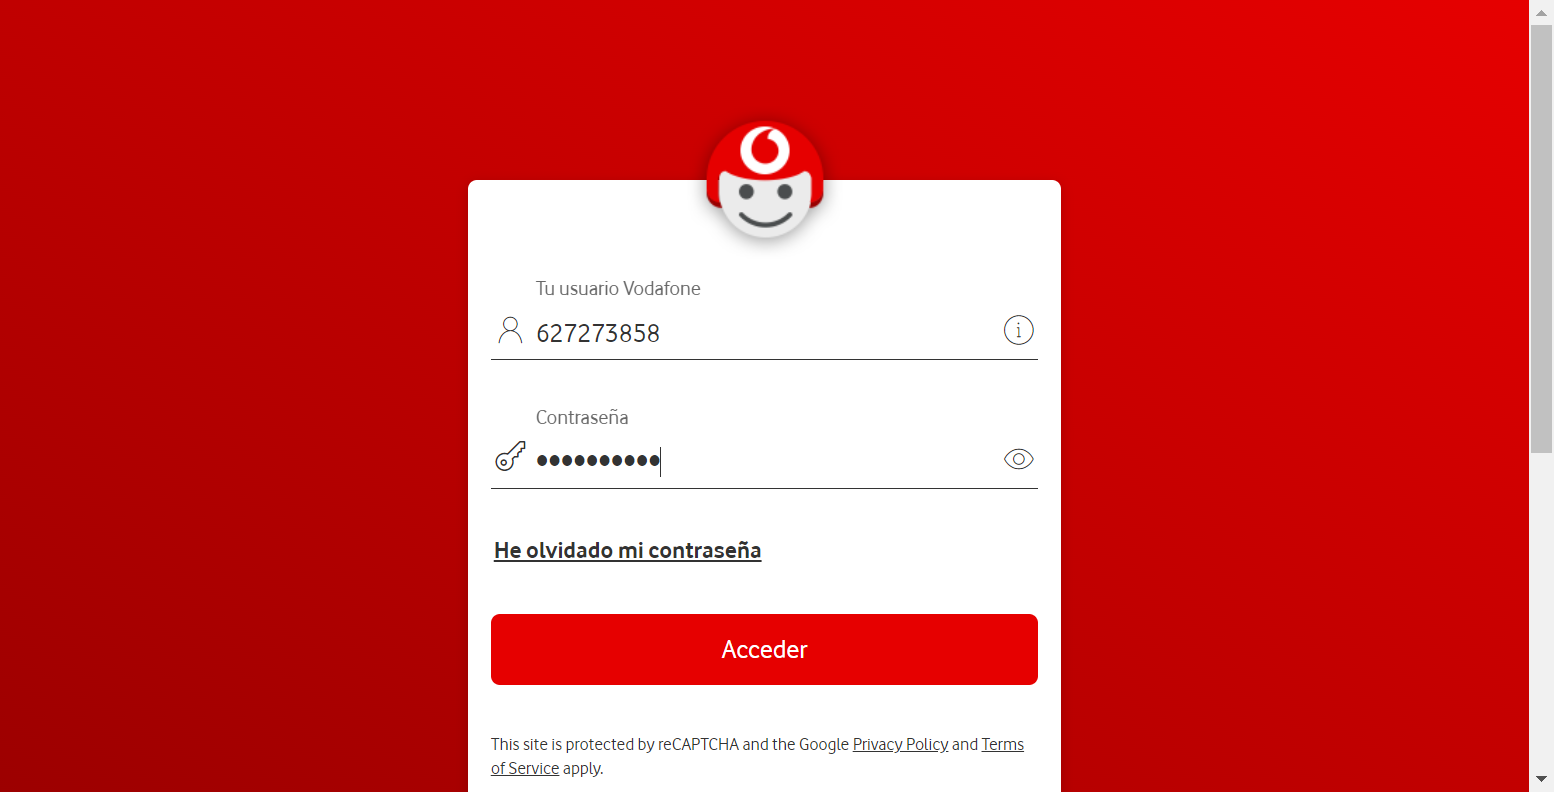 Tu usuario Vodafone
627273858
Contraseña
••••••••••
He olvidado mi contraseña
Acceder
This site is protected by reCAPTCHA and the Google Privacy Policy and Terms
of Service apply.